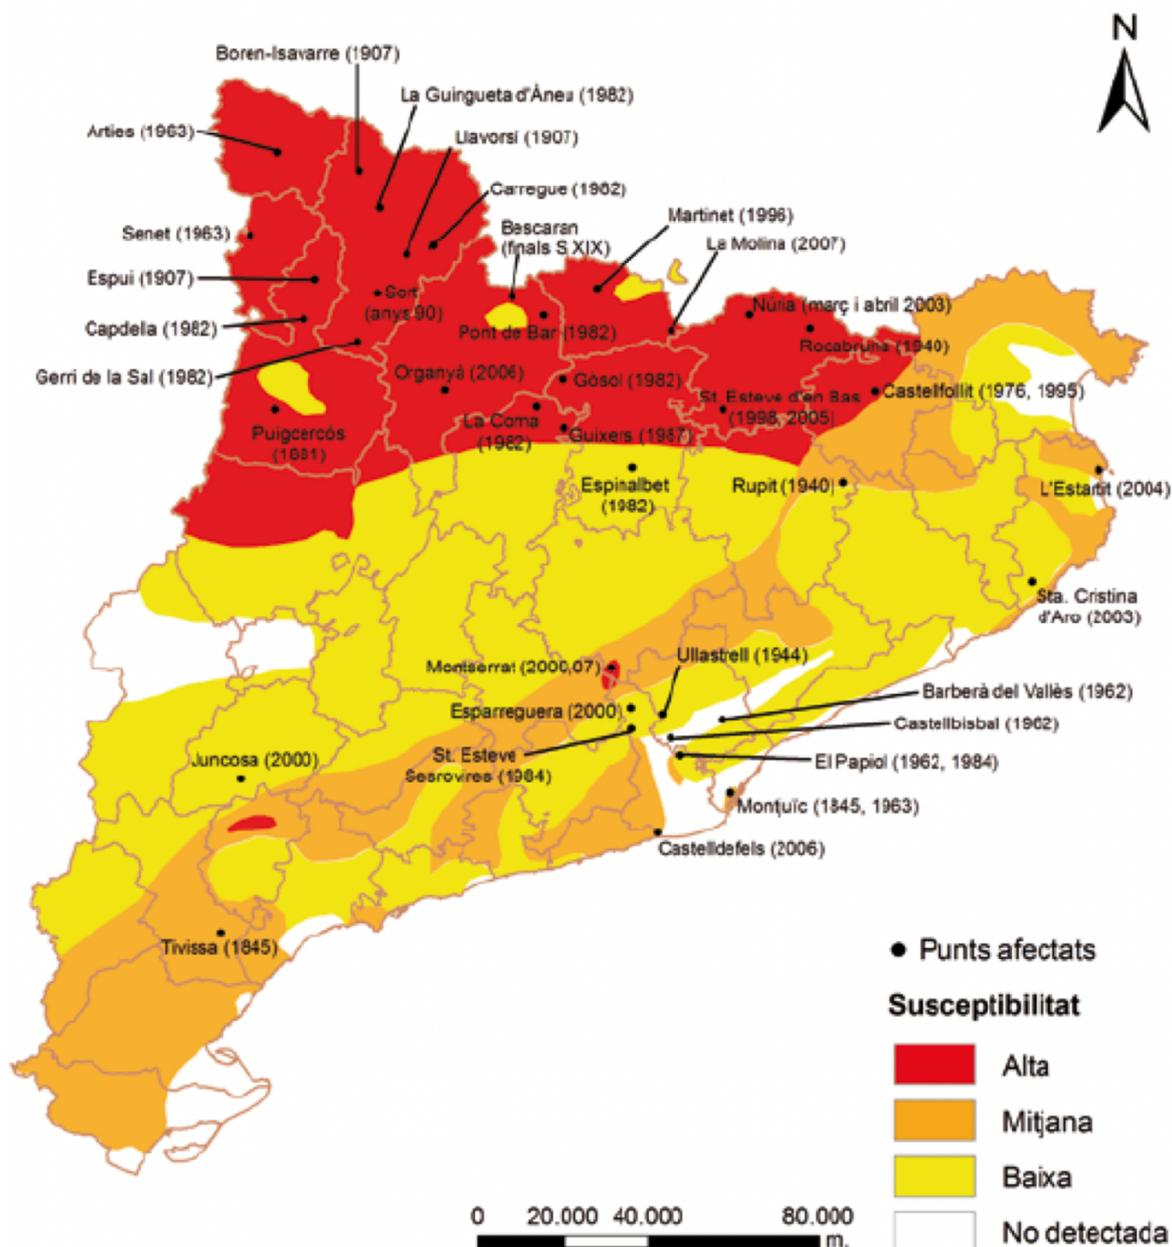 N
Boren-Isavarre (1907)
La Guingueta d'Àneu (1982)
Arties (1963)
Llavorsí (1907)
Carregue (1982)
Martinet (1996)
Bescaran
(finals S.XIX)
Senet (1963)
La Molina (2007)
Espui (1907)
Sort
(anys 90)
Núria (març i abril 2003)
Capdella (1982)
Pont de Bar (1982)
Rocabruna (1940)
Gerri de la Sal (1982)
Organyà (2006)
Gòsol (1982)
Castellfollit (1976, 1995)
St. Esteve d'en Bas
(1998, 2005)
La Coma
(1982)
Puigcercós
(1881)
Guixers (1987)
Espinalbet
(1982)
Rupit (1940)
L'Estartit (2004)
Sta. Cristina
d'Aro (2003)
Montserrat (2000,07)
Ullastrell (1944)
Barberà del Vallès (1962)
Esparreguera (2000)
Castellbisbal (1962)
St. Esteve
Sesrovires (1984)
Juncosa (2000)
El Papiol (1962, 1984)
Montjuïc (1845, 1963)
Castelldefels (2006)
Tivissa (1845)
Punts afectats
Susceptibilitat
Alta
Mitjana
Baixa
No detectada
0 20.000 40.000 80.000
m.